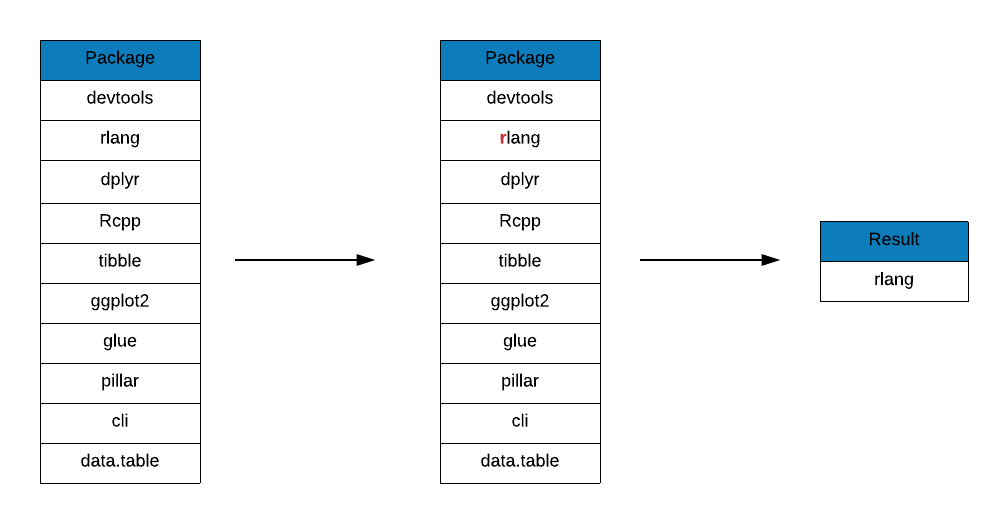 Package
devtools
rlang
dplyr
Rcpp
tibble
ggplot2
glue
pillar
cli
data.table
Package
devtools
rlang
dplyr
Rcpp
tibble
ggplot2
glue
pillar
cli
data.table
Result
rlang